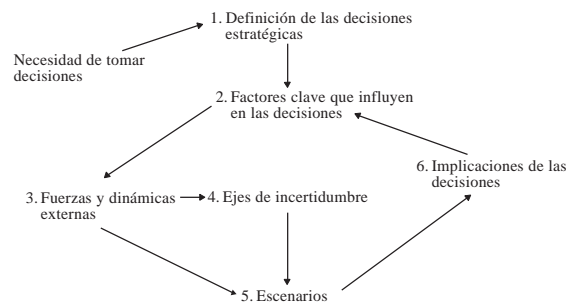 1. Definición de las decisiones
estratégicas
Necesidad de tomar
decisiones
2. Factores clave que influyen
en las decisiones
6. Implicaciones de las
decisiones
3. Fuerzas y dinámicas
externas
4. Ejes de incertidumbre
5. Escenarios